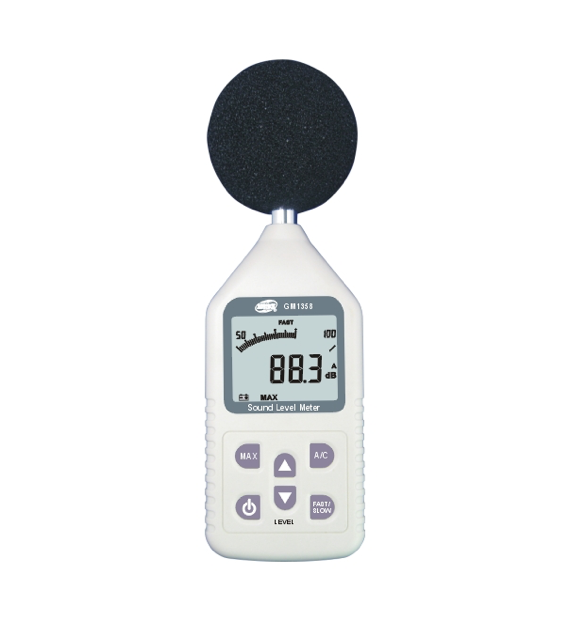 GM1358
FAST
50 100
88.3 A
dB
MAX
Sound Level Meter
MAX A/C
LEVEL
FAST/
SLOW